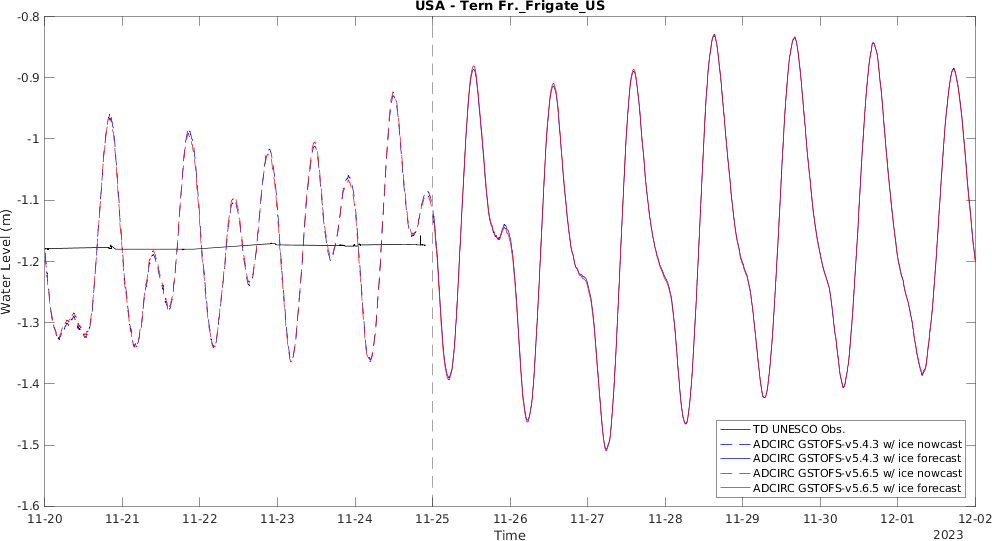 USA - Tern Fr._Frigate_US
-0.8
-0.9
-1
-1.1
-1.2
-1.3
-1.4
-1.5
-1.6
Water Level (m)
TD UNESCO Obs.
ADCIRC GSTOFS-v5.4.3 w/ ice nowcast
ADCIRC GSTOFS-v5.4.3 w/ ice forecast
ADCIRC GSTOFS-v5.6.5 w/ ice nowcast
ADCIRC GSTOFS-v5.6.5 w/ ice forecast
11-20 11-21 11-22 11-23 11-24 11-25 11-26 11-27 11-28 11-29 11-30 12-01 12-02
Time
2023